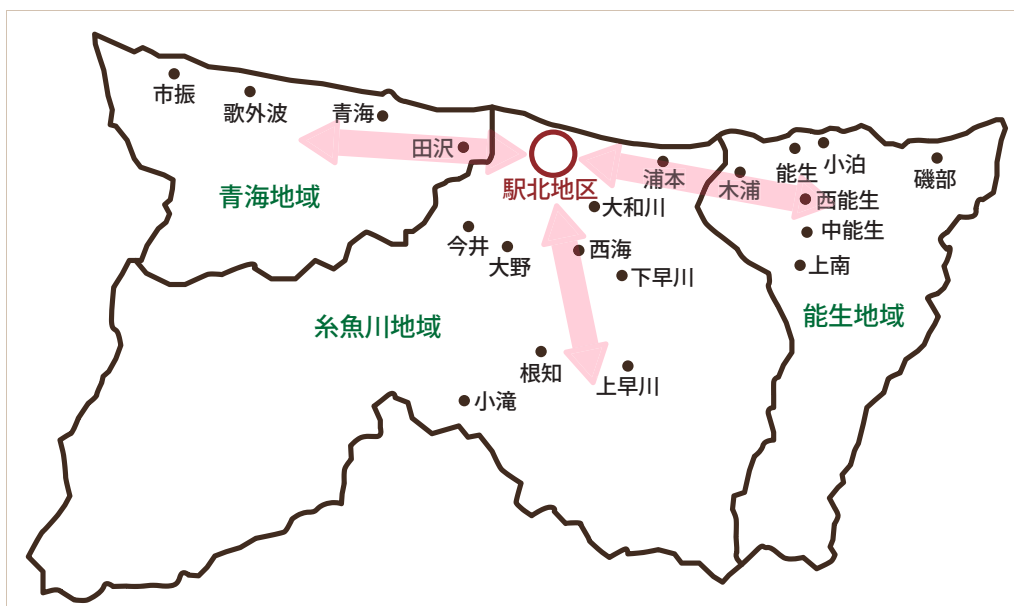 市振
歌外波
青海
田沢
青海地域
駅北地区
浦本
木浦
能生
小泊
磯部
西能生
中能生
上南
能生地域
大和川
今井
大野
西海
下早川
糸魚川地域
根知
上早川
小滝